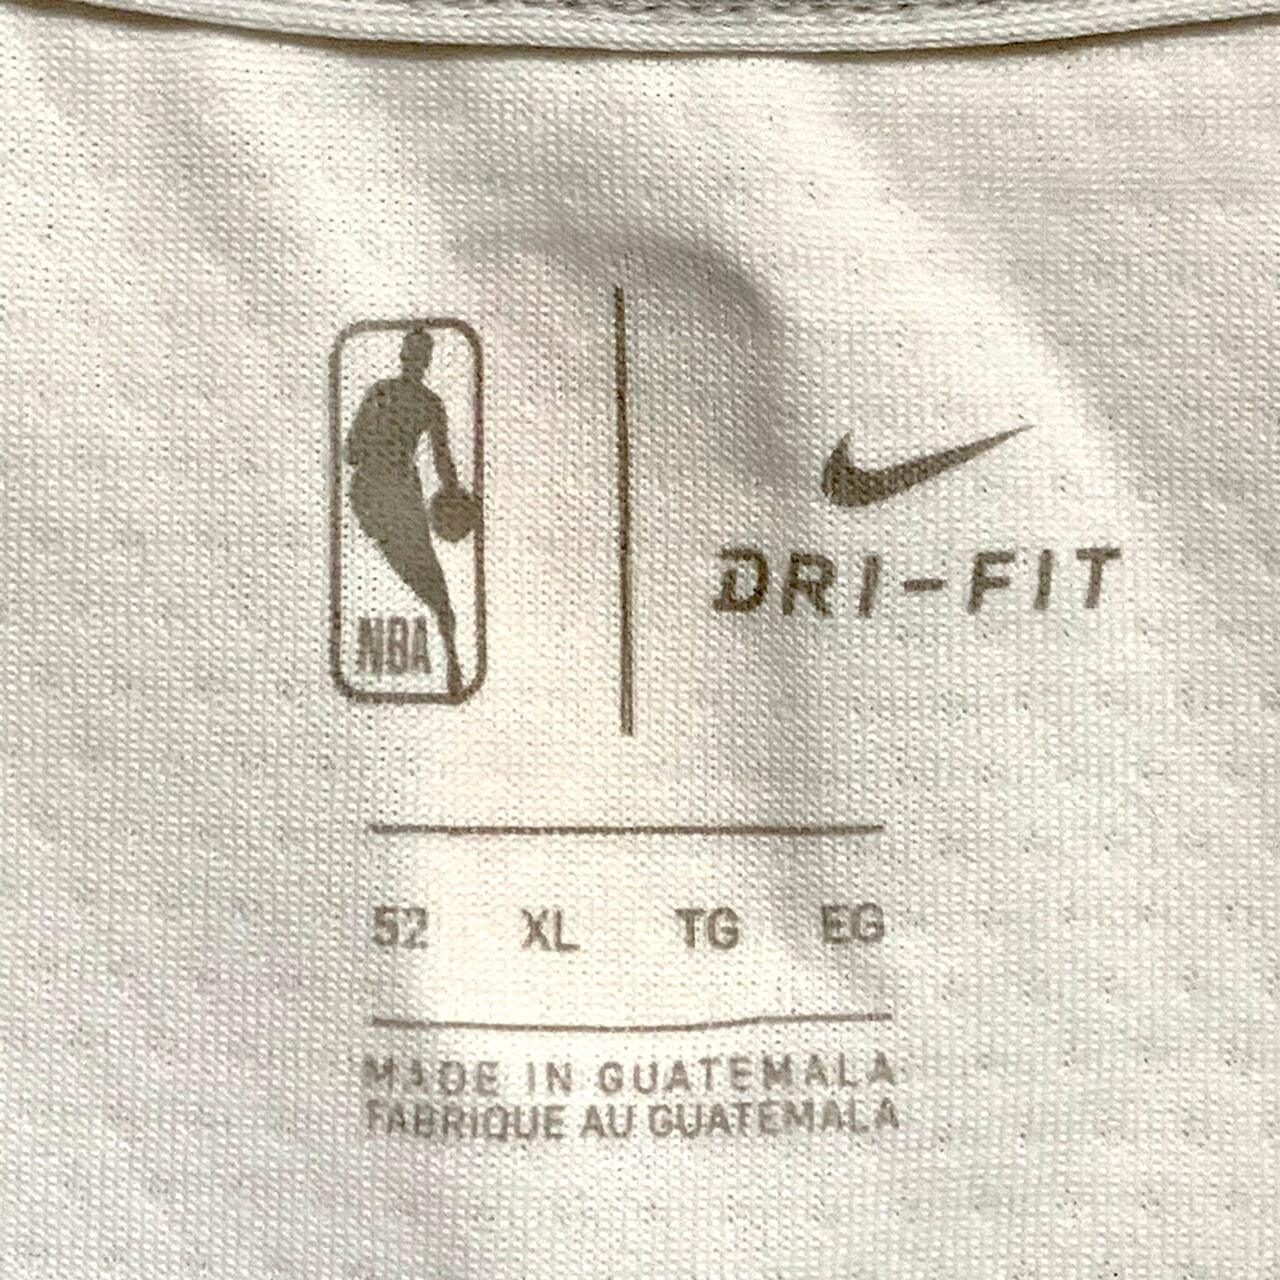 NBA
DRI-FIT
52 XL TG EG
MADE IN GUATEMALA
FABRIQUE AU GUATEMALA